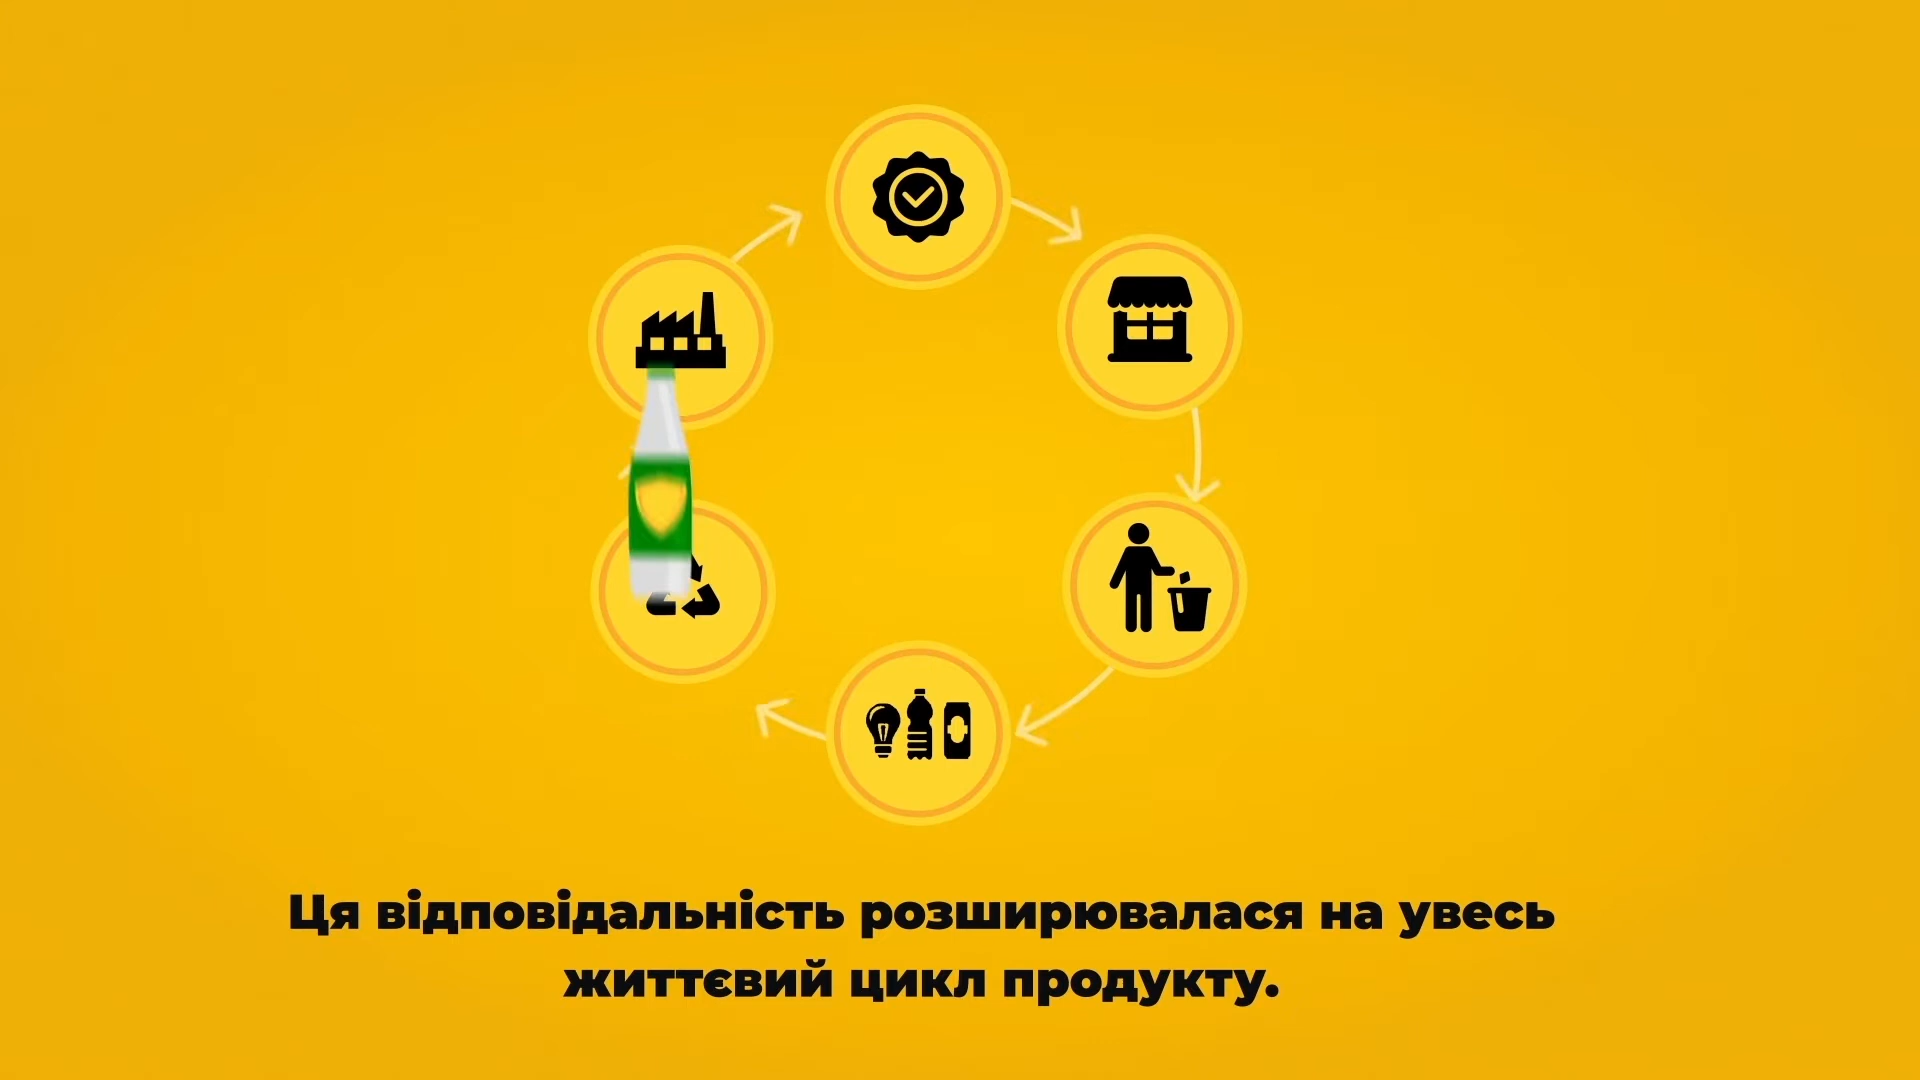 Ця відповідальність розширювалася на увесь
життєвий цикл продукту.